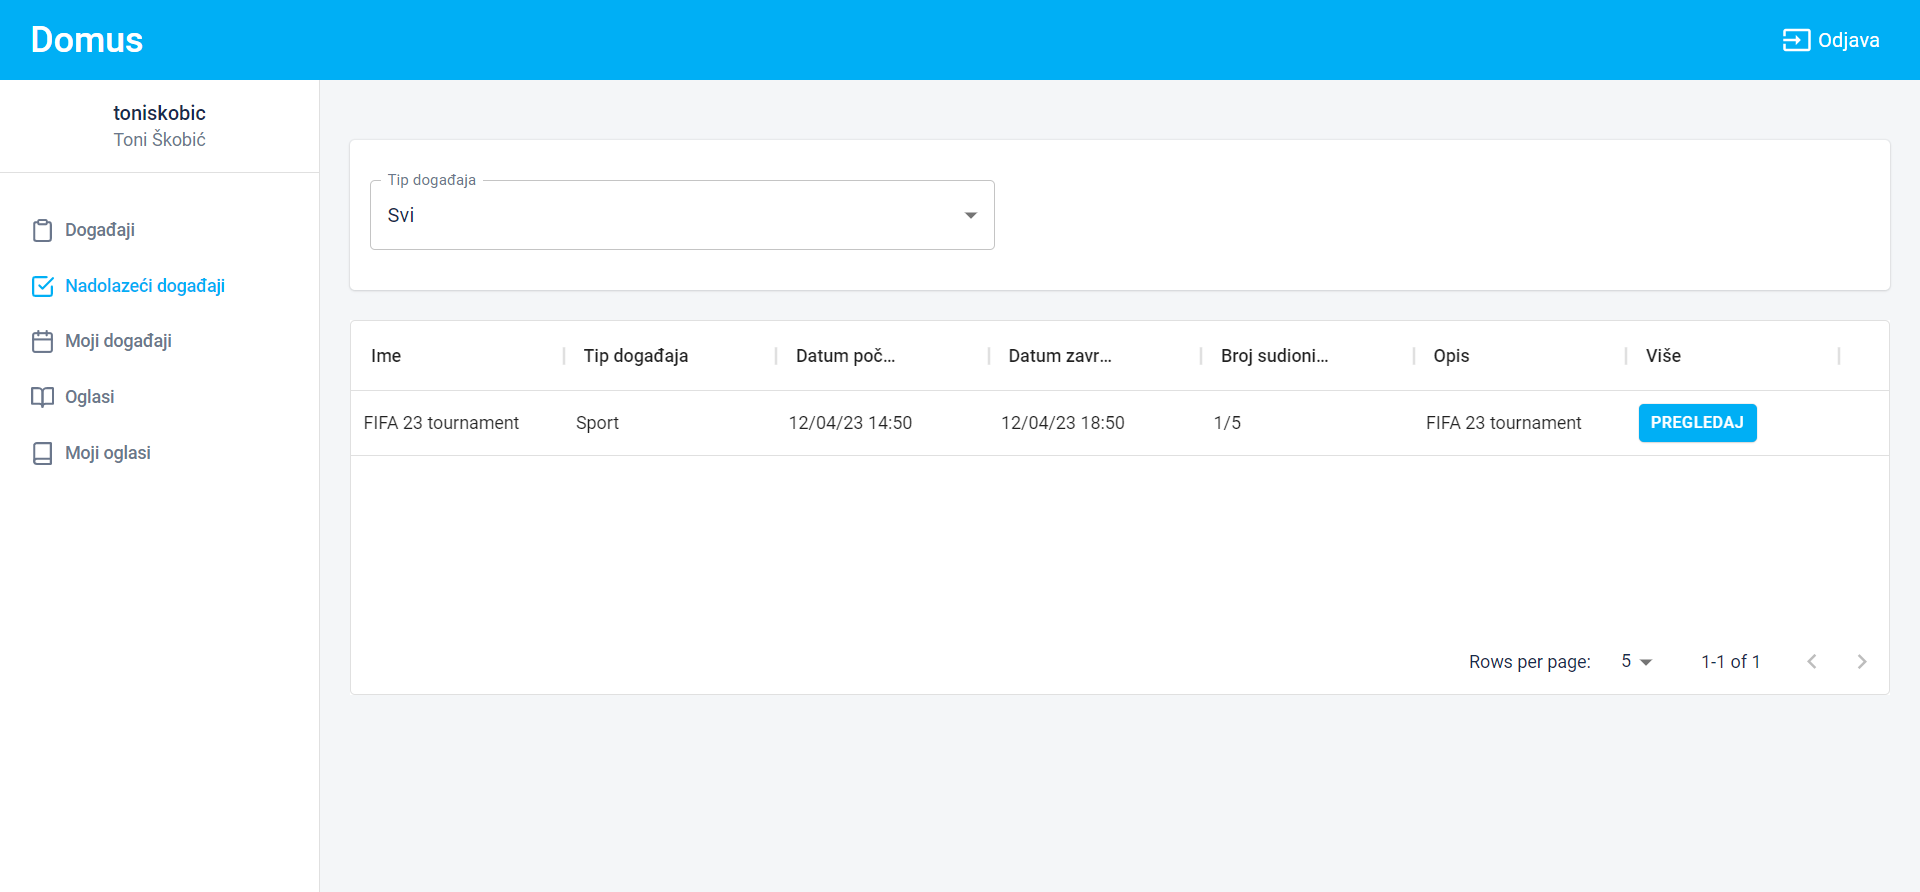 Domus
Odjava
toniskobic
Toni Škobić
Događaji
Nadolazeći događaji
Moji događaji
Oglasi
Moji oglasi
Tip događaja
Svi
Ime Tip događaja Datum poč... Datum zavr... Broj sudioni... Opis Više
FIFA 23 tournament Sport 12/04/23 14:50 12/04/23 18:50 1/5 FIFA 23 tournament PREGLEDAJ
Rows per page: 5 1-1 of 1